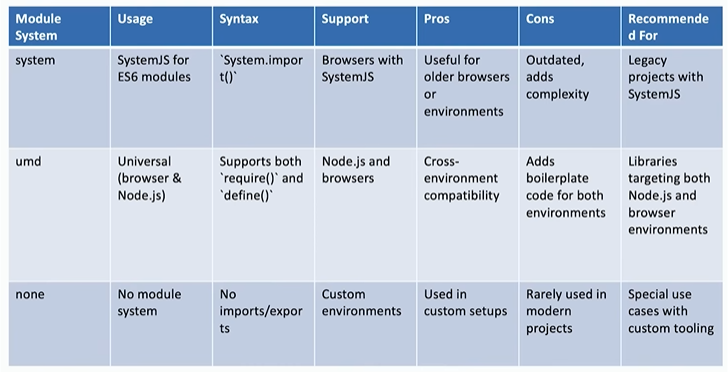 Module System
Usage
Syntax
Support
Pros
Cons
Recommende
d For
system
SystemJS for
ES6 modules
`System.impor
t()`
Browsers with
SystemJS
Useful for
older browsers
or
environments
Outdated,
adds
complexity
Legacy
projects with
SystemJS
umd
Universal
(browser &
Node.js)
Supports both
`require()` and
`define()`
Node.js and
browsers
Cross-
environment
compatibility
Adds
boilerplate
code for both
environments
Libraries
targeting both
Node.js and
browser
environments
none
No module
system
No
imports/expor
ts
Custom
environments
Used in
custom setups
Rarely used in
modern
projects
Special use
cases with
custom tooling